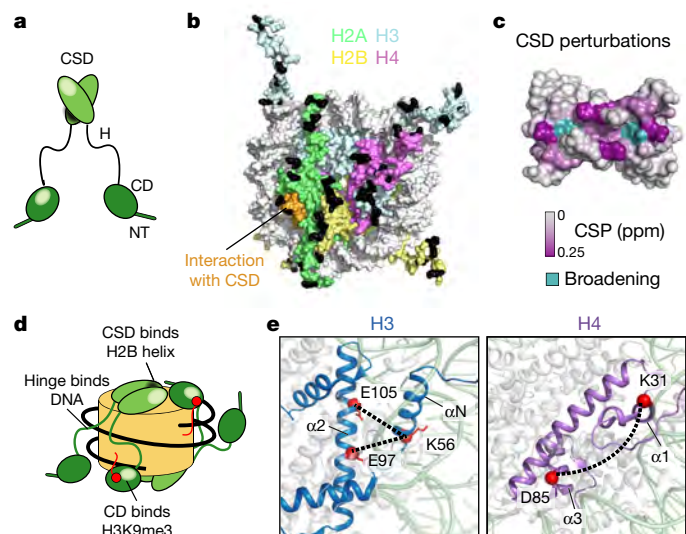 a
CSD
H
CD
NT
b
H2A H3
H2B H4
Interaction
with CSD
c
CSD perturbations
0
CSP (ppm)
0.25
Broadening
d
CSD binds
H2B helix
Hinge binds
DNA
CD binds
H3K9me3
e
H3
E105
αN
α2
K56
E97
H4
K31
α1
D85
α3